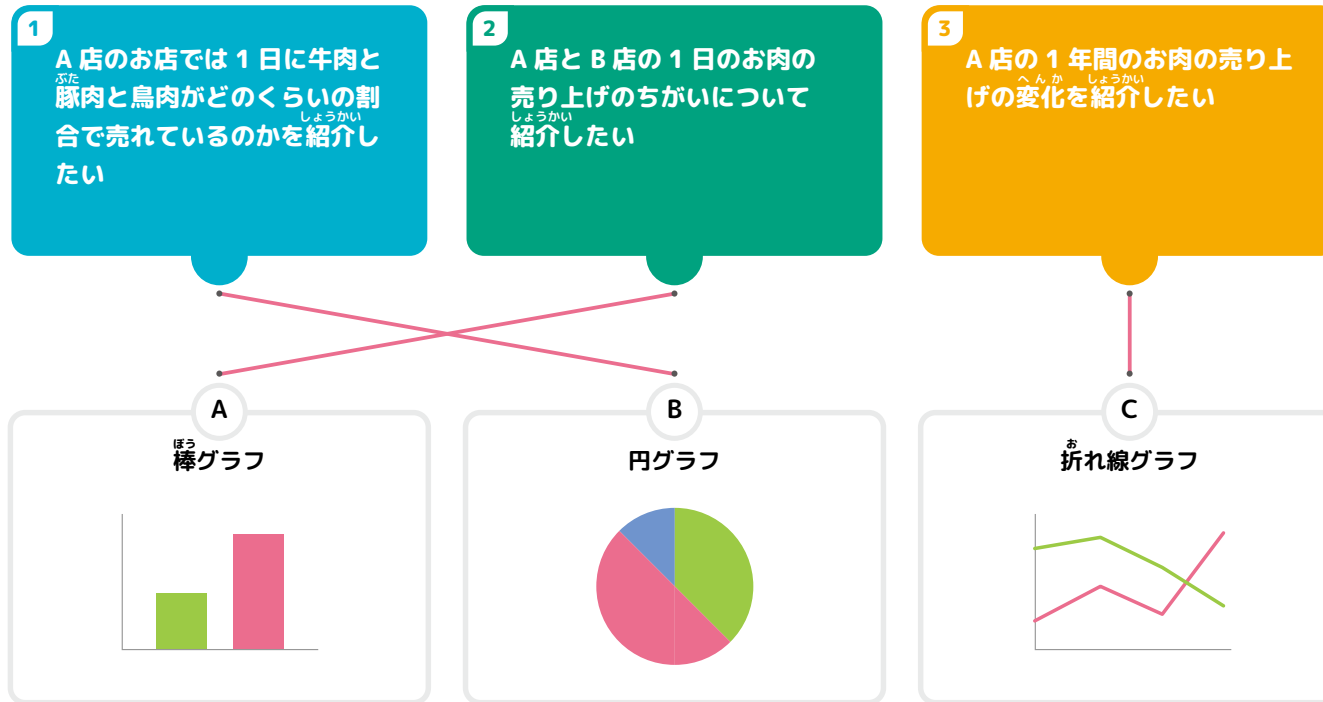 1
A 店のお店では 1 日に牛肉と
ぶた
豚肉と鳥肉がどのくらいの割
しょうかい
合で売れているのかを紹介し
たい
2
A 店と B 店の 1 日のお肉の
売り上げのちがいについて
しょうかい
紹介したい
3
A 店の 1 年間のお肉の売り上
へんか しょうかい
げの変化を紹介したい
A
ぼう
棒グラフ
B
円グラフ
C
お
折れ線グラフ